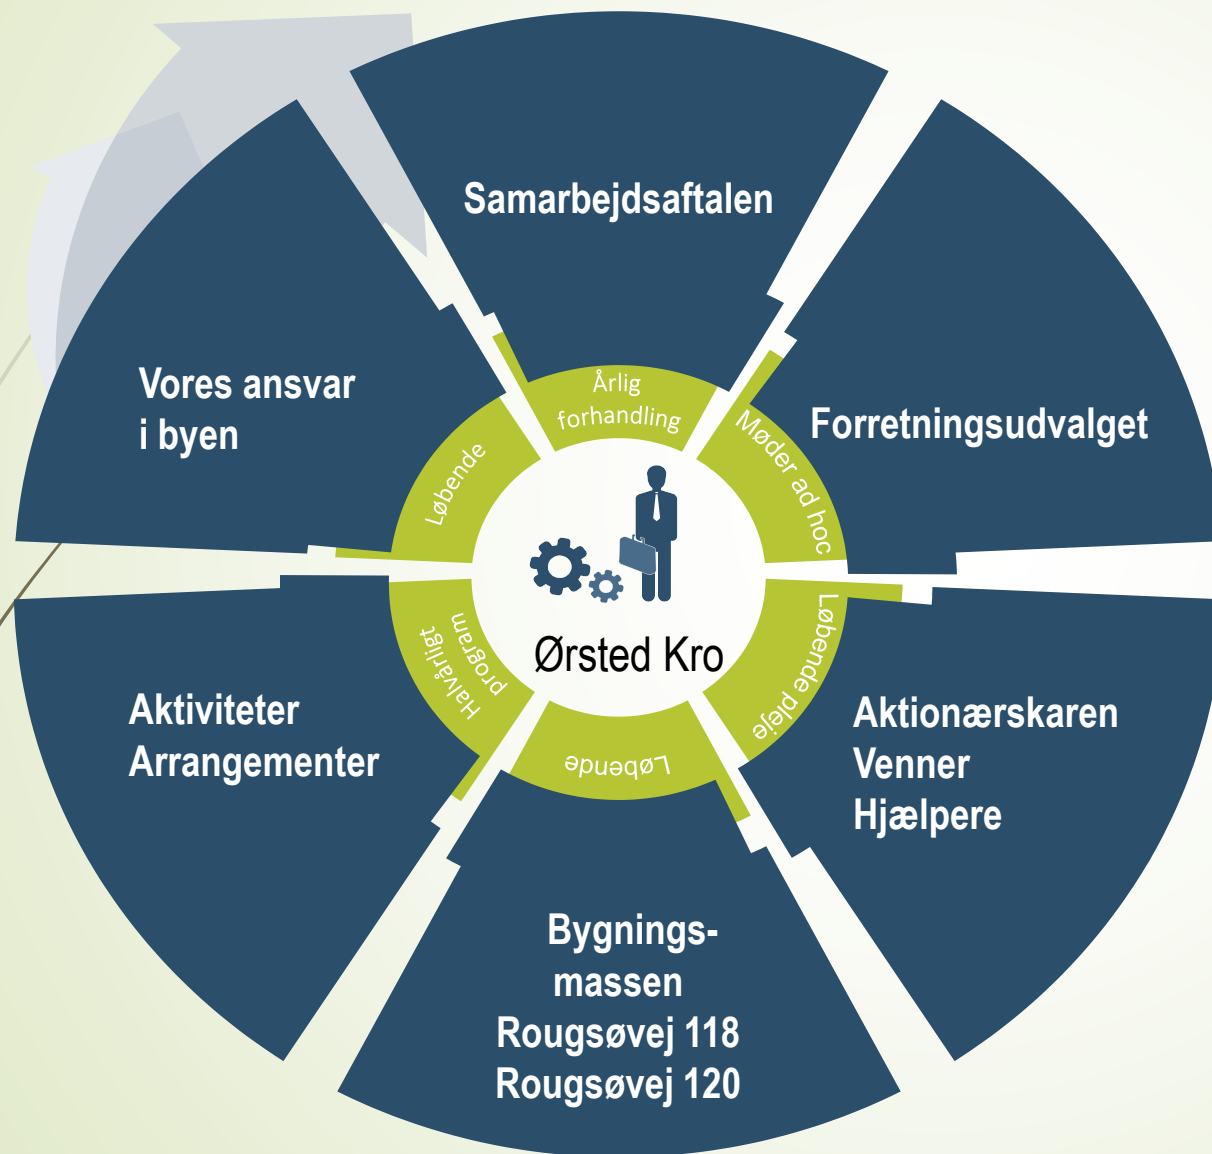 Samarbejdsaftalen
Årlig
forhandling
Forretningsudvalget
Møder ad hoc
Aktionærskaren
Venner
Hjælpere
Løbende pleje
Bygnings-
massen
Rougsøvej 118
Rougsøvej 120
Løbende
Aktiviteter
Arrangementer
Halvårligt
program
Vores ansvar
i byen
Løbende
Ørsted Kro